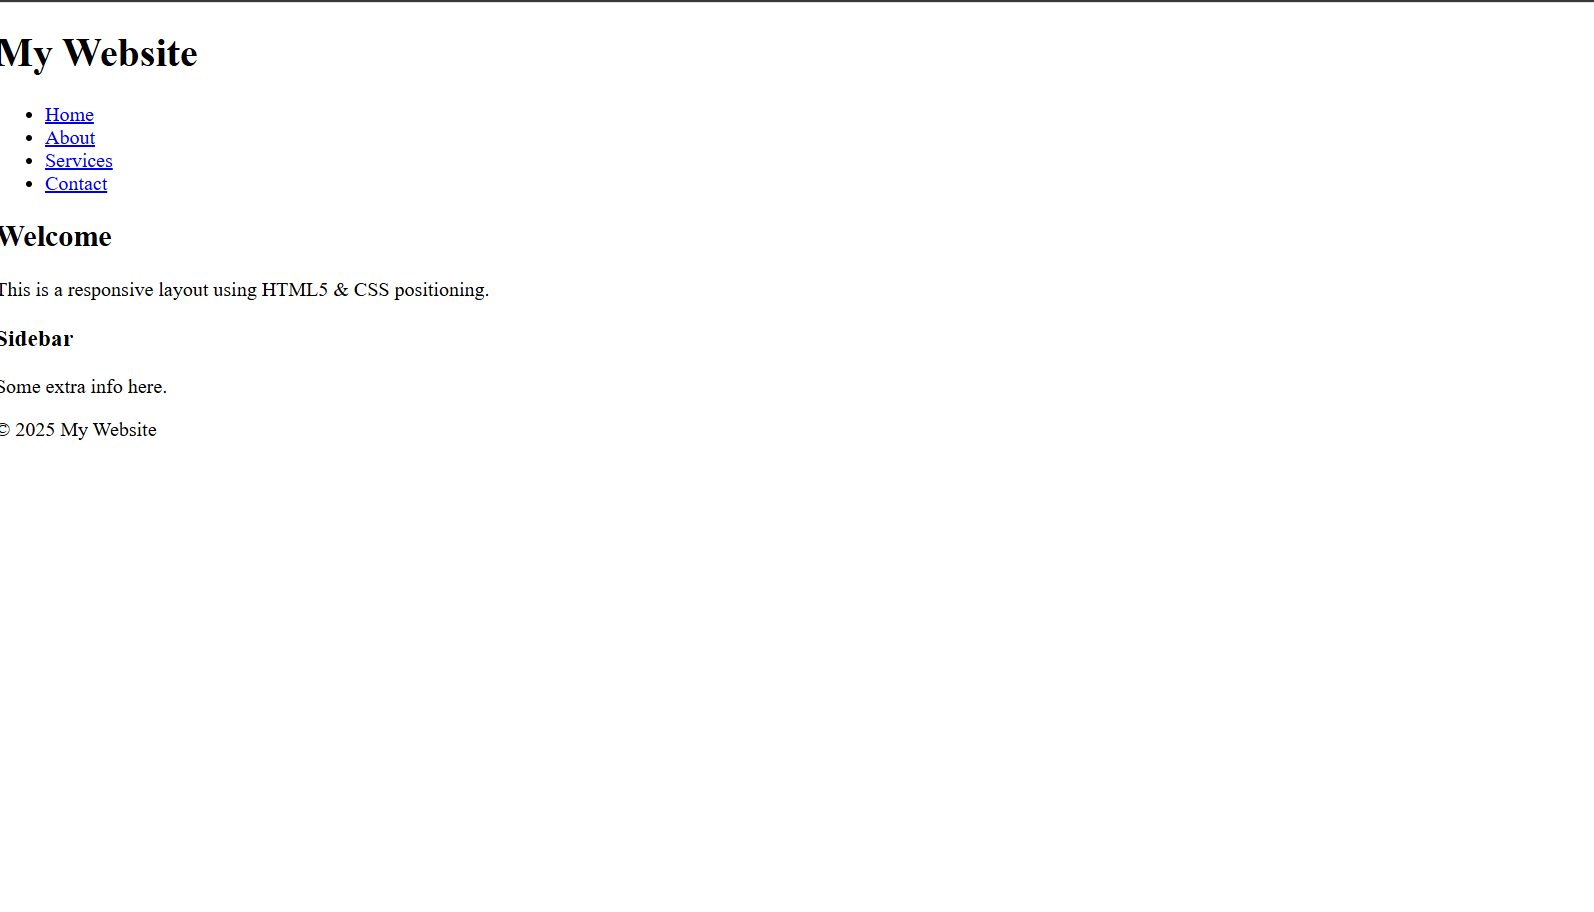 My Website
Home
About
Services
Contact
Welcome
This is a responsive layout using HTML5 & CSS positioning.
Sidebar
Some extra info here.
© 2025 My Website